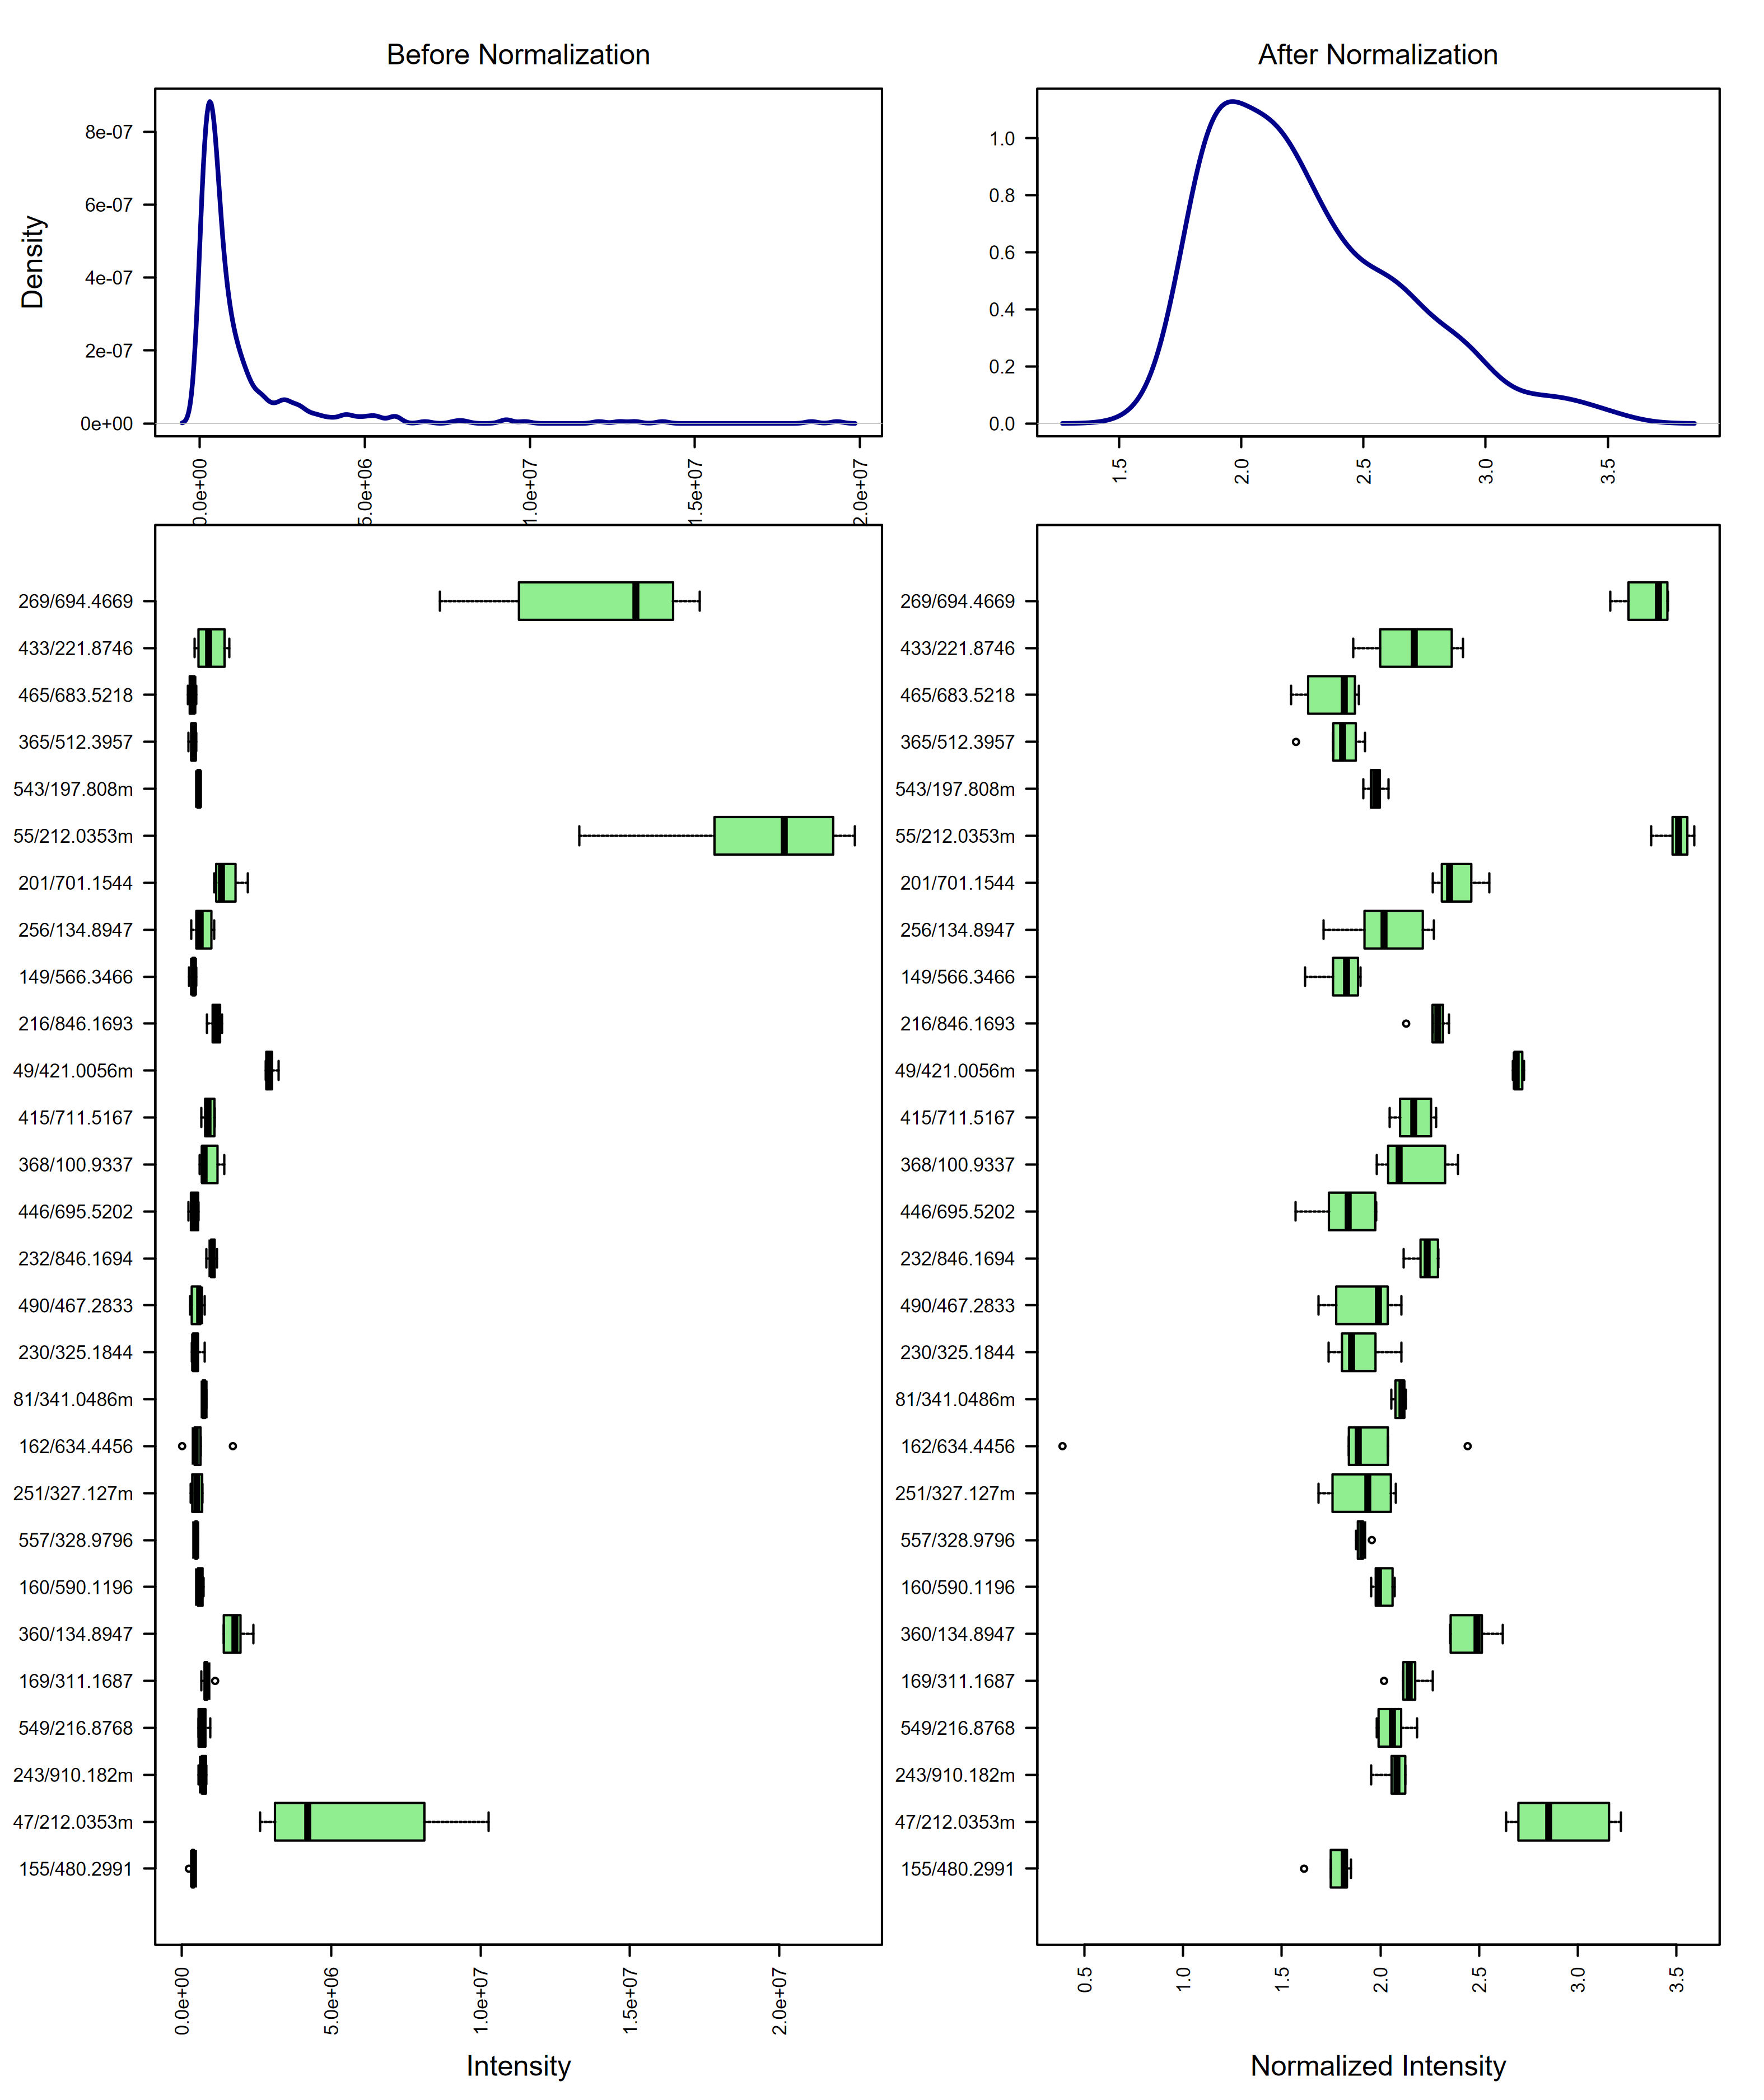 Before Normalization
After Normalization
Density
8e-07
6e-07
4e-07
2e-07
0e+00
0.0e+00
5.0e+06
1.0e+07
1.5e+07
2.0e+07
1.0
0.8
0.6
0.4
0.2
0.0
1.5
2.0
2.5
3.0
3.5
269/694.4669
433/221.8746
465/683.5218
365/512.3957
543/197.808m
55/212.0353m
201/701.1544
256/134.8947
149/566.3466
216/846.1693
49/421.0056m
415/711.5167
368/100.9337
446/695.5202
232/846.1694
490/467.2833
230/325.1844
81/341.0486m
162/634.4456
251/327.127m
557/328.9796
160/590.1196
360/134.8947
169/311.1687
549/216.8768
243/910.182m
47/212.0353m
155/480.2991
0.0e+00
5.0e+06
1.0e+07
1.5e+07
2.0e+07
Intensity
269/694.4669
433/221.8746
465/683.5218
365/512.3957
543/197.808m
55/212.0353m
201/701.1544
256/134.8947
149/566.3466
216/846.1693
49/421.0056m
415/711.5167
368/100.9337
446/695.5202
232/846.1694
490/467.2833
230/325.1844
81/341.0486m
162/634.4456
251/327.127m
557/328.9796
160/590.1196
360/134.8947
169/311.1687
549/216.8768
243/910.182m
47/212.0353m
155/480.2991
0.5
1.0
1.5
2.0
2.5
3.0
3.5
Normalized Intensity